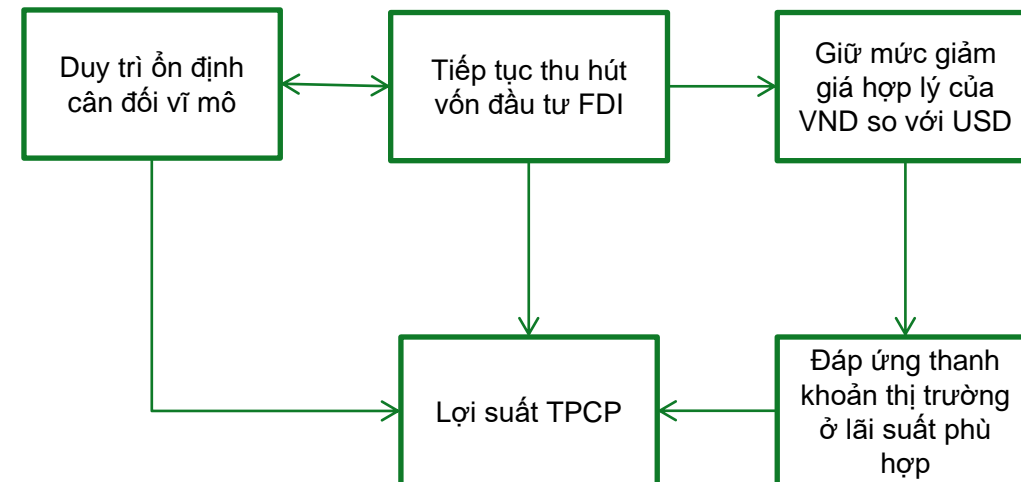 Duy trì ổn định
cân đối vĩ mô
Tiếp tục thu hút
vốn đầu tư FDI
Giữ mức giảm
giá hợp lý của
VND so với USD
Lợi suất TPCP
Đáp ứng thanh
khoản thị trường
ở lãi suất phù
hợp